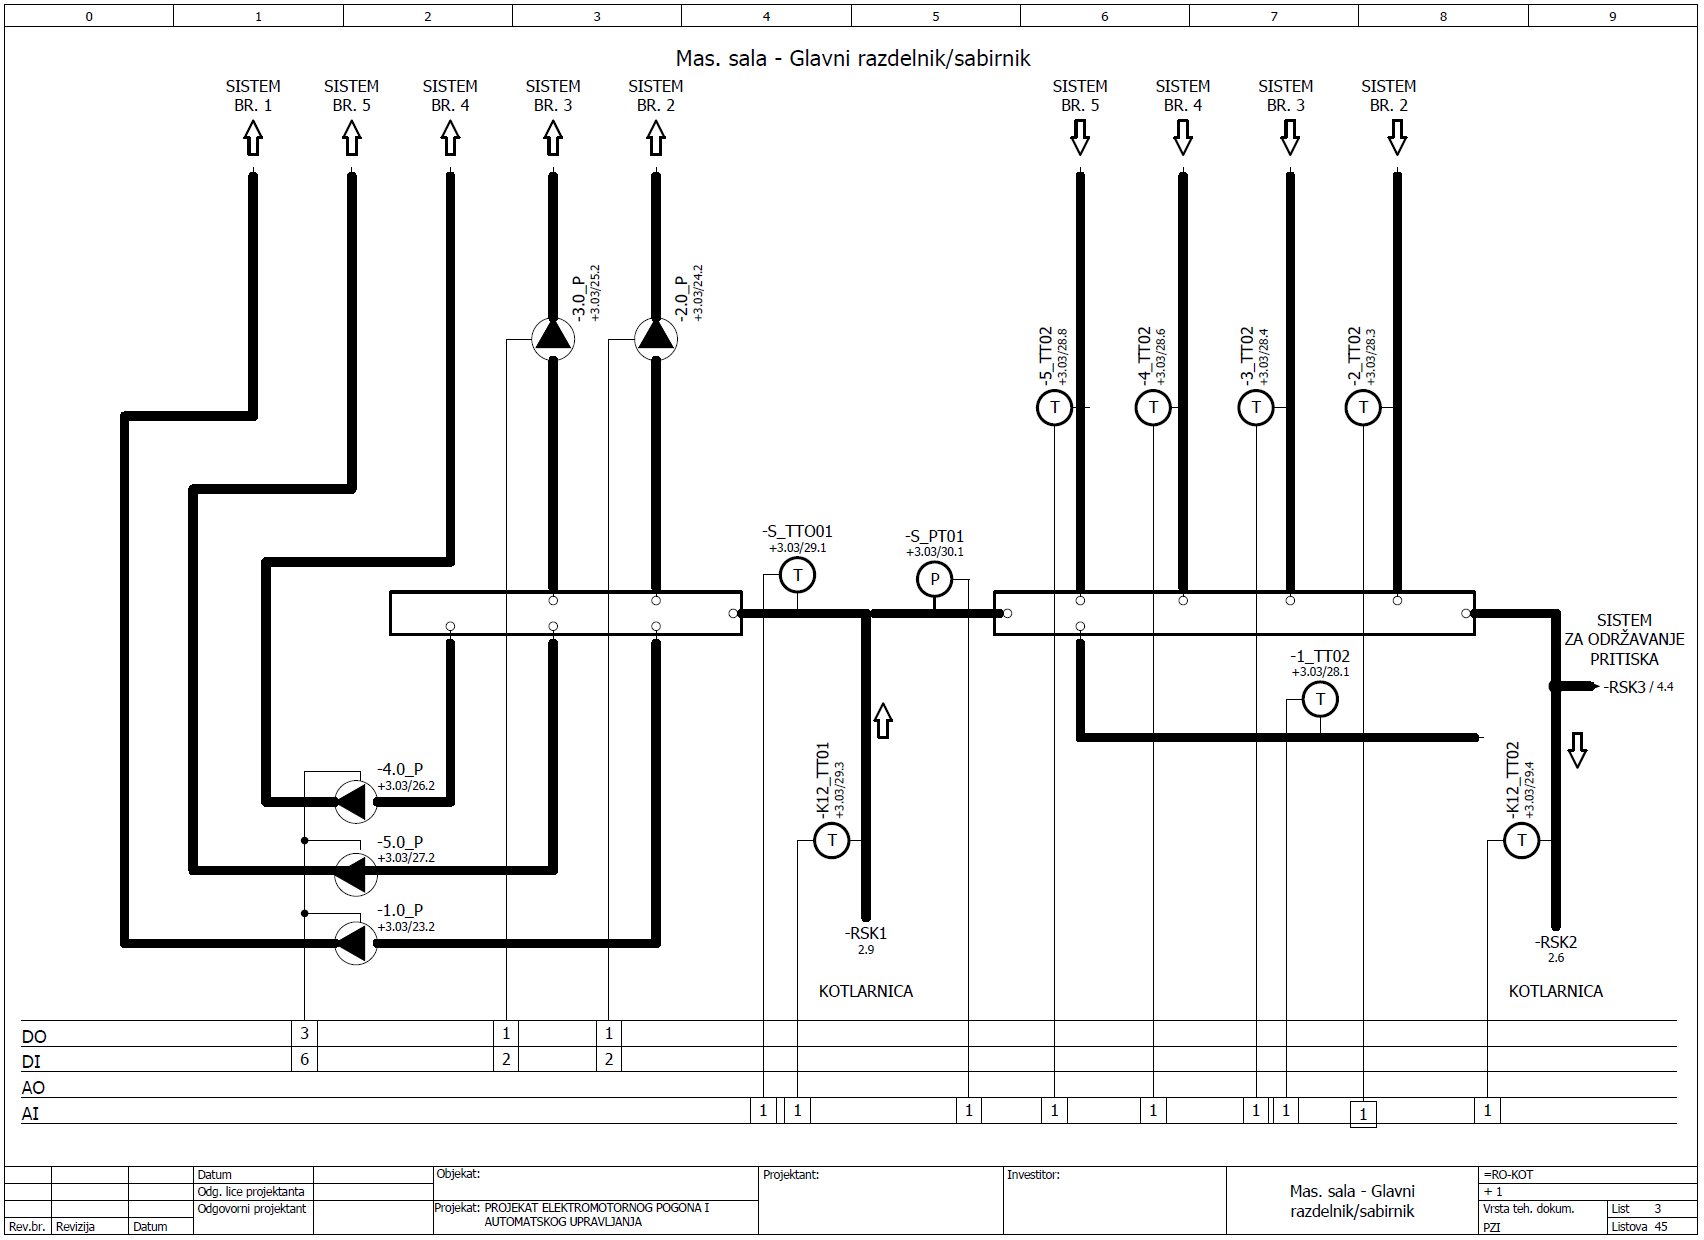 0 1 2 3 4 5 6 7 8 9
Mas. sala - Glavni razdelnik/sabirnik
SISTEM
BR. 1
SISTEM
BR. 5
SISTEM
BR. 4
SISTEM
BR. 3
SISTEM
BR. 2
SISTEM
BR. 5
SISTEM
BR. 4
SISTEM
BR. 3
SISTEM
BR. 2
-3.0_P
+3.03/25.2
-2.0_P
+3.03/24.2
-5_TT02
+3.03/28.8
T
-4_TT02
+3.03/28.6
T
-3_TT02
+3.03/28.4
T
-2_TT02
+3.03/28.3
T
-S_TTO01
+3.03/29.1
T
-S_PT01
+3.03/30.1
P
SISTEM
ZA ODRŽAVANJE
PRITISKA
-RSK3 / 4.4
-1_TT02
+3.03/28.1
T
-4.0_P
+3.03/26.2
-5.0_P
+3.03/27.2
-1.0_P
+3.03/23.2
-K12_TT01
+3.03/29.3
T
-K12_TT02
+3.03/29.4
T
-RSK1
2.9
KOTLARNICA
-RSK2
2.6
KOTLARNICA
DO 3 1 1
DI 6 2 2
AO
AI 1 1 1 1 1 1 1 1 1
Rev.br. Revizija Datum
Datum
Odg. lice projektanta
Odgovorni projektant
Objekat:
Projekat: PROJEKAT ELEKTROMOTORNOG POGONA I
AUTOMATSKOG UPRAVLJANJA
Projektant:
Investitor:
Mas. sala - Glavni
razdelnik/sabirnik
=RO-KOT
+ 1
Vrsta teh. dokum.
PZI
List 3
Listova 45